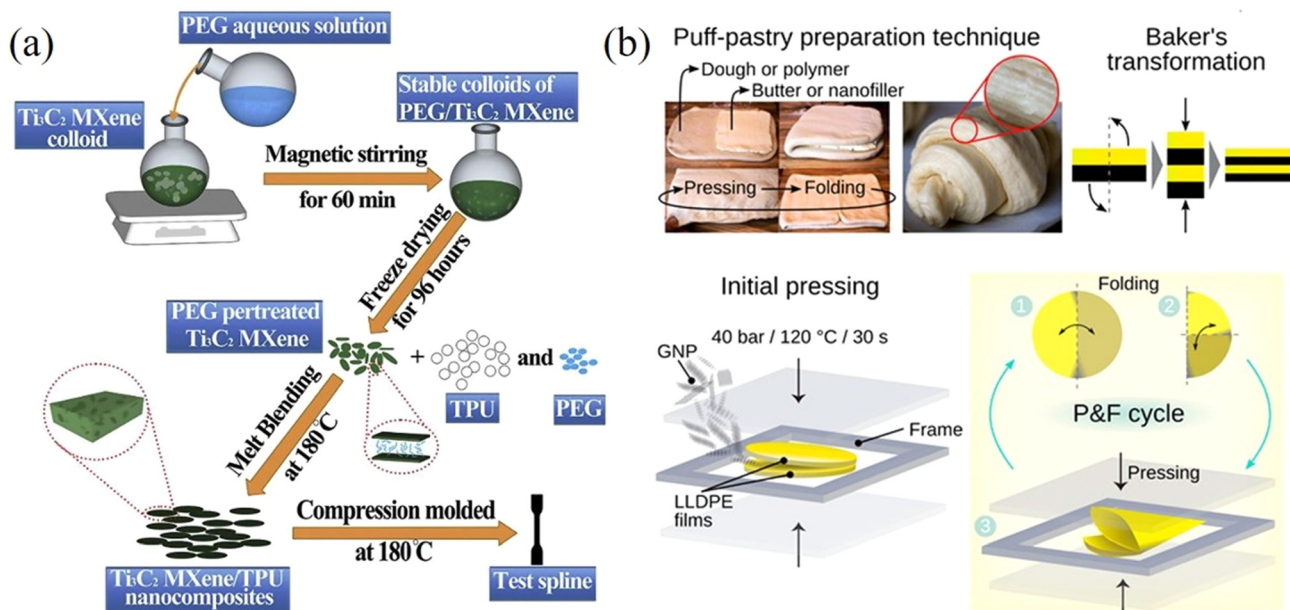 (a)
PEG aqueous solution
Ti₃C₂ MXene
colloid
Stable colloids of
PEG/Ti₃C₂ MXene
Magnetic stirring
for 60 min
Freeze drying
for 96 hours
PEG pertreated
Ti₃C₂ MXene
+
and
TPU
PEG
Melt Blending
at 180℃
Compression molded
at 180℃
Ti₃C₂ MXene/TPU
nanocomposites
Test spline
(b)
Puff-pastry preparation technique
Dough or polymer
Butter or nanofiller
Pressing
Folding
Baker's
transformation
Initial pressing
40 bar / 120 °C / 30 s
GNP
Frame
LLDPE
films
Folding
1
2
P&F cycle
Pressing
3